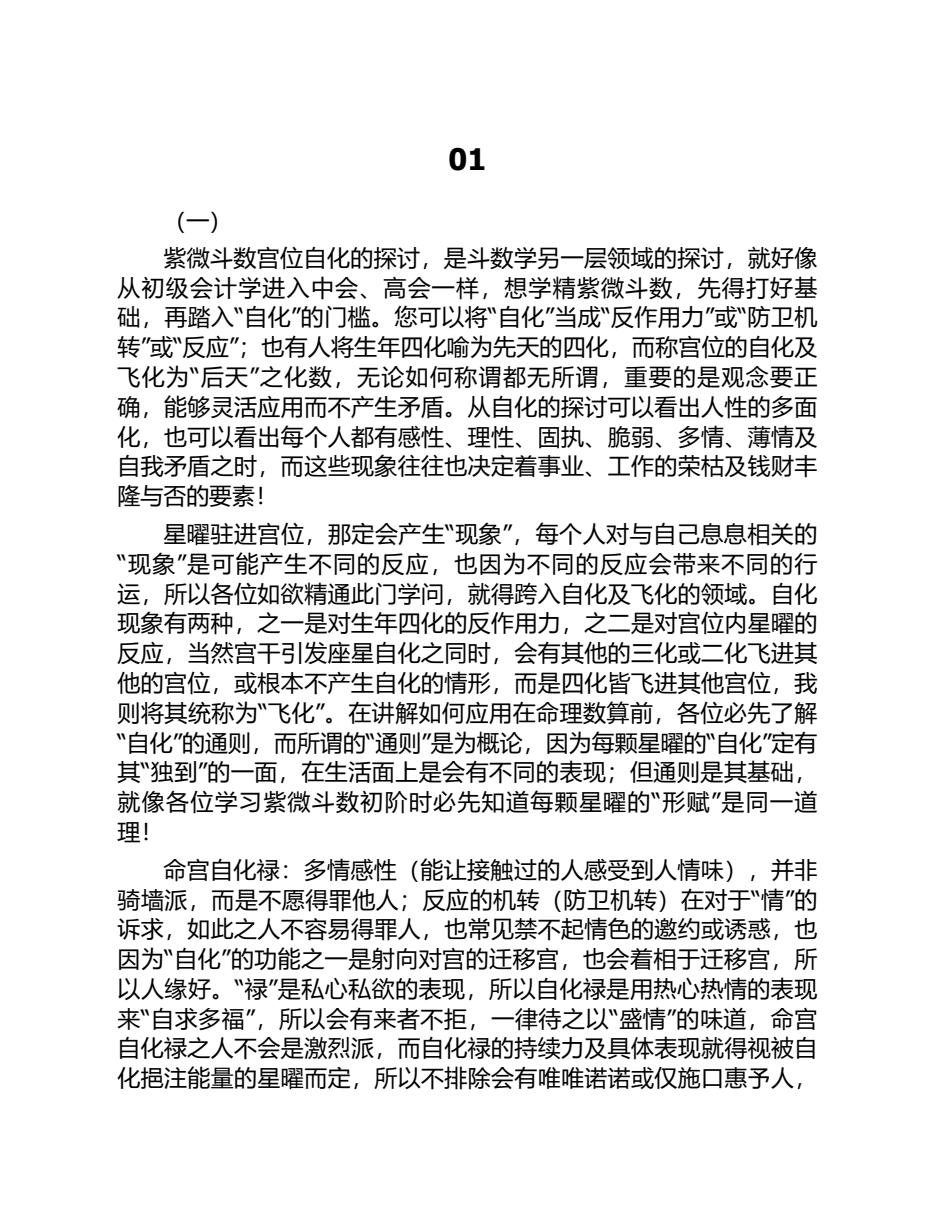 01
（一）
紫微斗数宫位自化的探讨，是斗数学另一层领域的探讨，就好像
从初级会计学进入中会、高会一样，想学精紫微斗数，先得打好基
础，再踏入“自化”的门槛。您可以将“自化”当成“反作用力”或“防卫机
转”或“反应”；也有人将生年四化喻为先天的四化，而称宫位的自化及
飞化为“后天”之化数，无论如何称谓都无所谓，重要的是观念要正
确，能够灵活应用而不产生矛盾。从自化的探讨可以看出人性的多面
化，也可以看出每个人都有感性、理性、固执、脆弱、多情、薄情及
自我矛盾之时，而这些现象往往也决定着事业、工作的荣枯及钱财丰
隆与否的要素！
星曜驻进宫位，那定会产生“现象”，每个人对与自己息息相关的
“现象”是可能产生不同的反应，也因为不同的反应会带来不同的行
运，所以各位如欲精通此门学问，就得跨入自化及飞化的领域。自化
现象有两种，之一是对生年四化的反作用力，之二是对宫位内星曜的
反应，当然宫干引发座星自化之同时，会有其他的三化或二化飞进其
他的宫位，或根本不产生自化的情形，而是四化皆飞进其他宫位，我
则将其统称为“飞化”。在讲解如何应用在命理数算前，各位必先了解
“自化”的通则，而所谓的“通则”是为概论，因为每颗星曜的“自化”定有
其“独到”的一面，在生活面上是会有不同的表现；但通则是其基础，
就像各位学习紫微斗数初阶时必先知道每颗星曜的“形赋”是同一道
理！
命宫自化禄：多情感性（能让接触过的人感受到人情味），并非
骑墙派，而是不愿得罪他人；反应的机转（防卫机转）在对于“情”的
诉求，如此之人不容易得罪人，也常见禁不起情色的邀约或诱惑，也
因为“自化”的功能之一是射向对宫的迁移宫，也会着相于迁移宫，所
以人缘好。“禄”是私心私欲的表现，所以自化禄是用热心热情的表现
来“自求多福”，所以会有来者不拒，一律待之以“盛情”的味道，命宫
自化禄之人不会是激烈派，而自化禄的持续力及具体表现就得视被自
化挹注能量的星曜而定，所以不排除会有唯唯诺诺或仅施口惠予人，